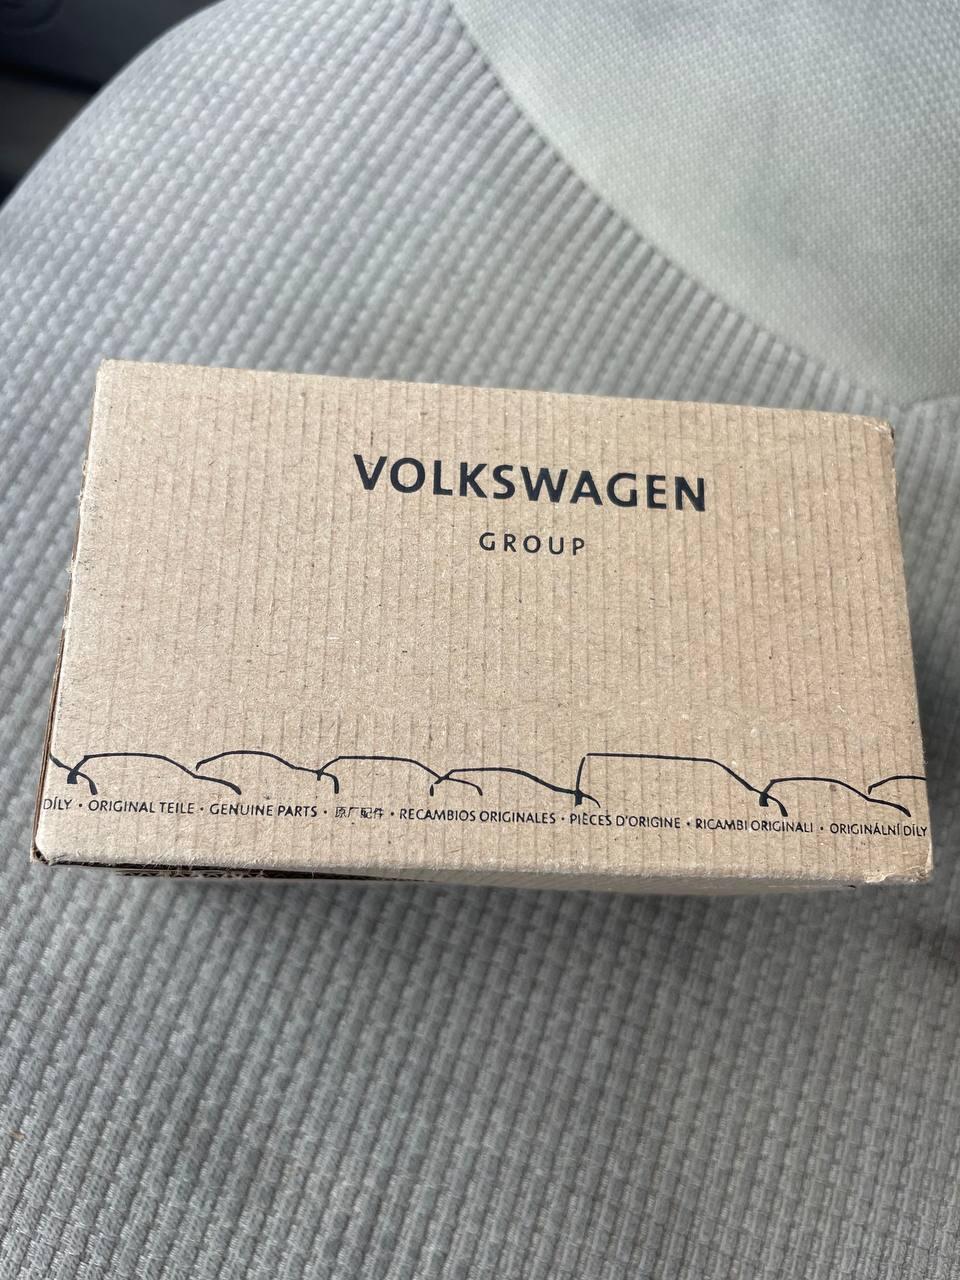 VOLKSWAGEN
GROUP
DÍLY · ORIGINAL TEILE · GENUINE PARTS · 原厂配件 · RECAMBIOS ORIGINALES · PIÈCES D'ORIGINE · RICAMBI ORIGINALI · ORIGINÁLNÍ DÍLY